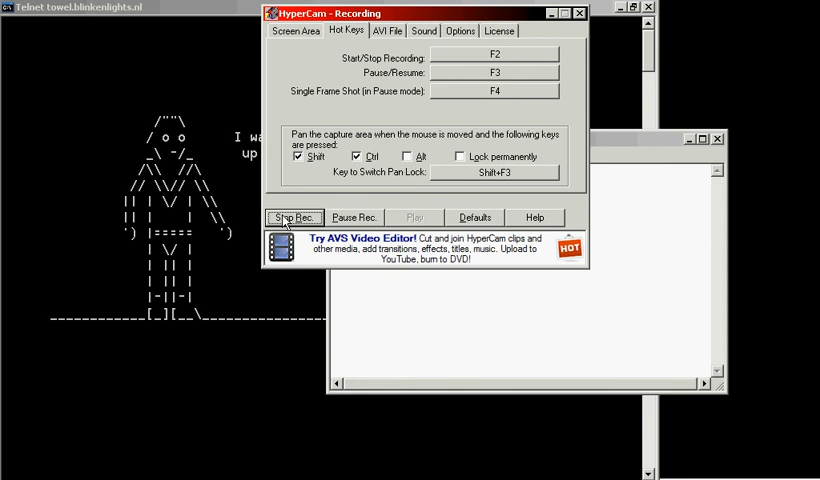 Telnet towel.blinkenlights.nl
HyperCam - Recording
Screen Area Hot Keys AVI File Sound Options License
Start/Stop Recording: F2
Pause/Resume: F3
Single Frame Shot (in Pause mode): F4
Pan the capture area when the mouse is moved and the following keys
are pressed:
Shift Ctrl Alt Lock permanently
Key to Switch Pan Lock: Shift+F3
Stop Rec. Pause Rec. Play Defaults Help
Try AVS Video Editor! Cut and join HyperCam clips and
other media, add transitions, effects, titles, music. Upload to
YouTube, burn to DVD!
HOT
I
up